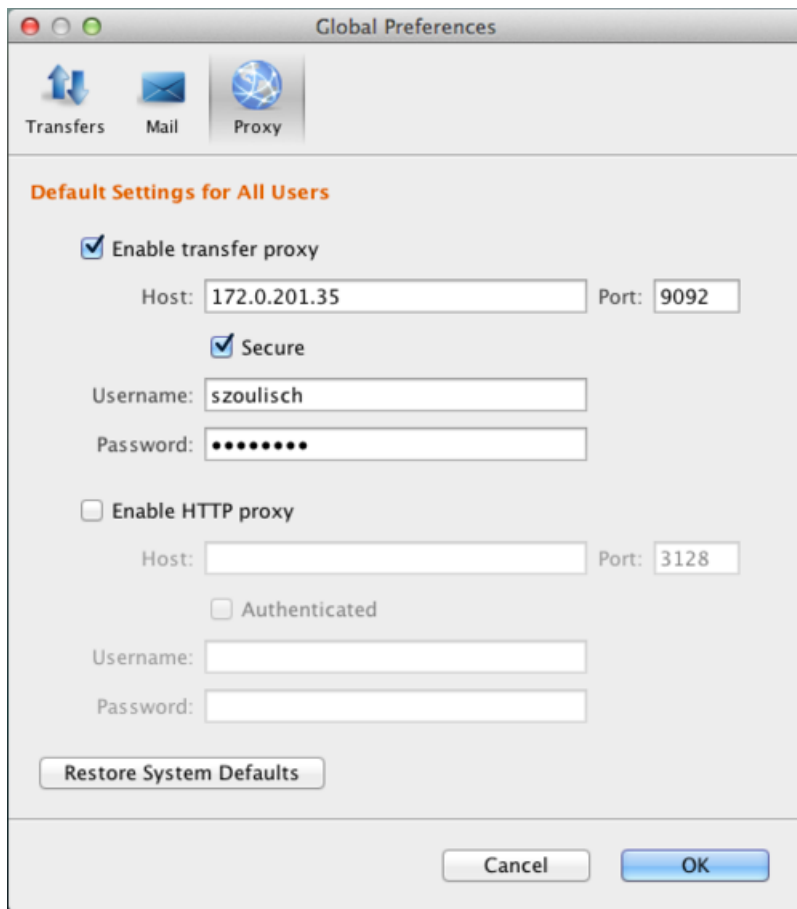 Global Preferences
Transfers Mail Proxy
Default Settings for All Users
Enable transfer proxy
Host: 172.0.201.35 Port: 9092
Secure
Username: szoulisch
Password: ••••••••
Enable HTTP proxy
Host: Port: 3128
Authenticated
Username:
Password:
Restore System Defaults
Cancel OK